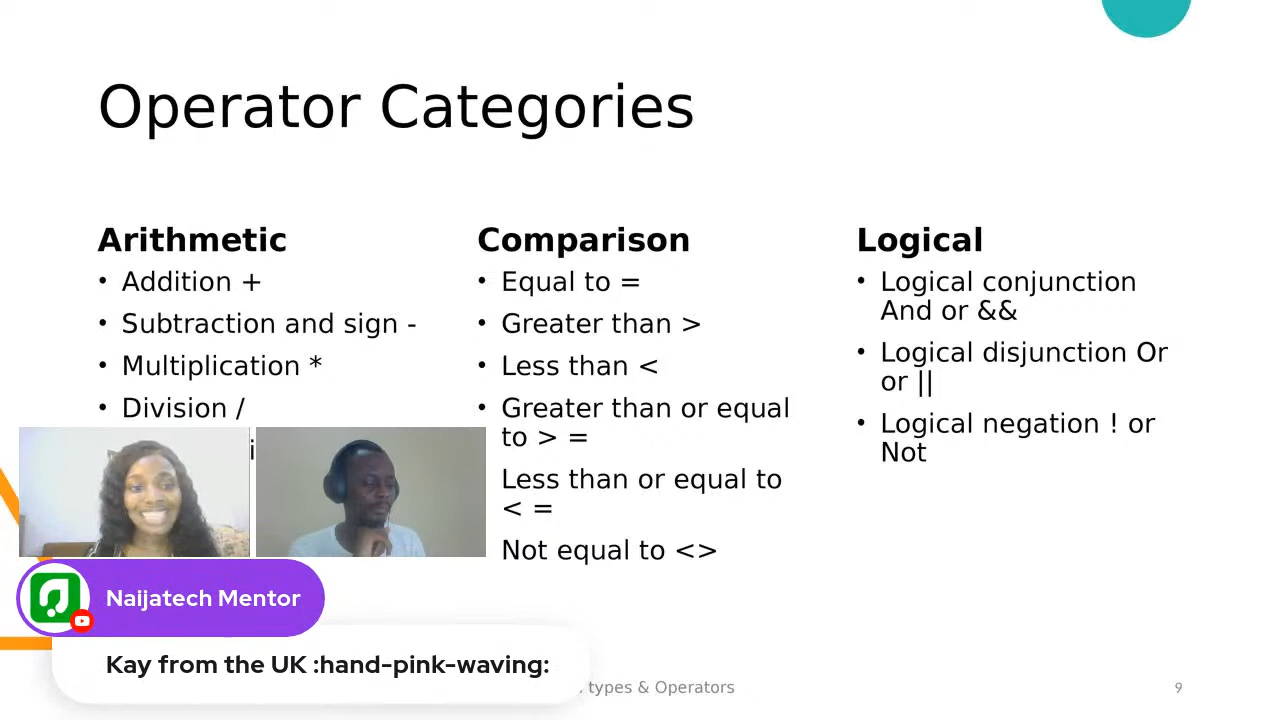 Operator Categories
Arithmetic
• Addition +
• Subtraction and sign -
• Multiplication *
• Division /
Comparison
• Equal to =
• Greater than >
• Less than <
• Greater than or equal
to > =
Less than or equal to
< =
Not equal to <>
Logical
• Logical conjunction
And or &&
• Logical disjunction Or
or ||
• Logical negation ! or
Not
Naijatech Mentor
Kay from the UK :hand-pink-waving:
types & Operators
9